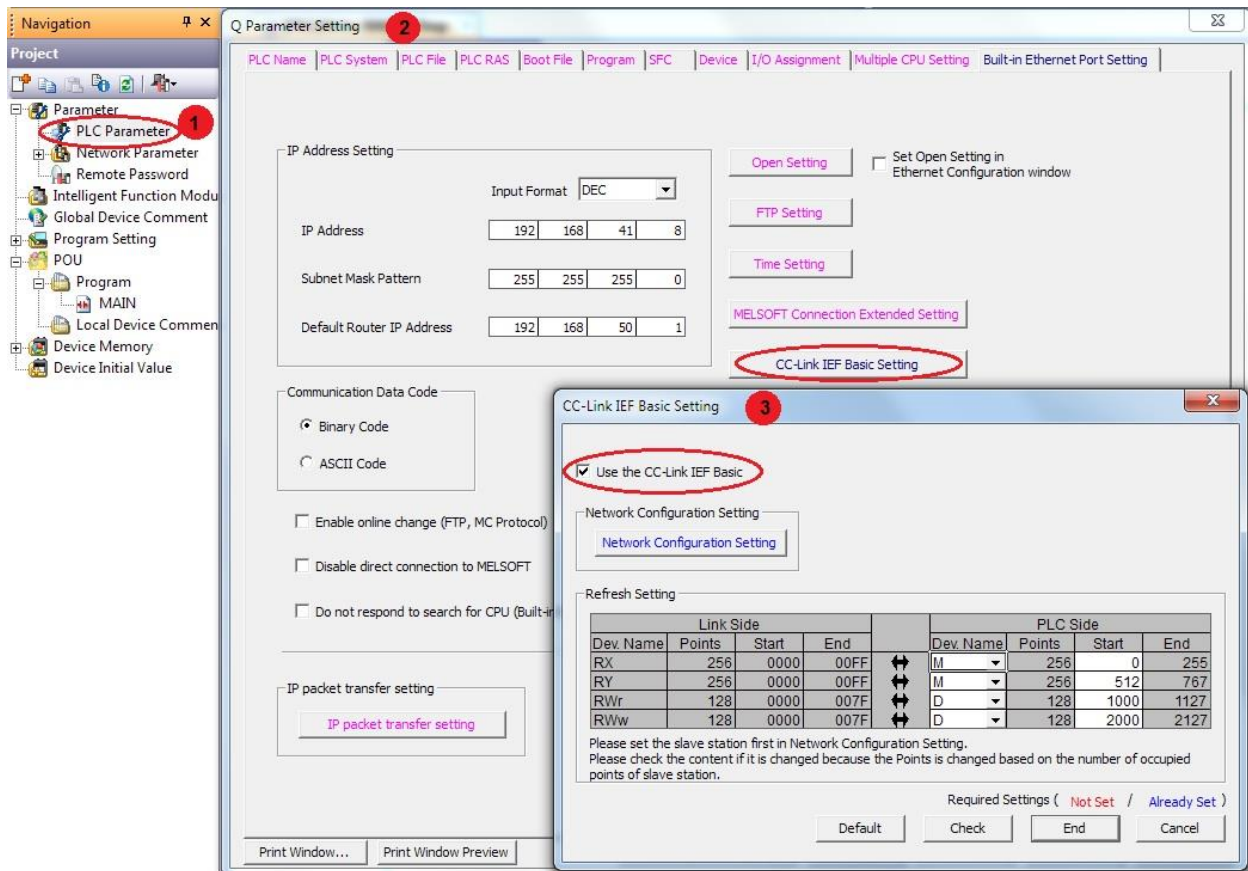 Navigation
Project
Parameter
PLC Parameter
1
Network Parameter
Remote Password
Intelligent Function Modu
Global Device Comment
Program Setting
POU
Program
MAIN
Local Device Commen
Device Memory
Device Initial Value
Q Parameter Setting
2
PLC Name PLC System PLC File PLC RAS Boot File Program SFC Device I/O Assignment Multiple CPU Setting Built-in Ethernet Port Setting
IP Address Setting
Input Format DEC
IP Address 192 168 41 8
Subnet Mask Pattern 255 255 255 0
Default Router IP Address 192 168 50 1
Open Setting
Set Open Setting in
Ethernet Configuration window
FTP Setting
Time Setting
MELSOFT Connection Extended Setting
CC-Link IEF Basic Setting
Communication Data Code
Binary Code
ASCII Code
Enable online change (FTP, MC Protocol)
Disable direct connection to MELSOFT
Do not respond to search for CPU (Built-in
IP packet transfer setting
IP packet transfer setting
Print Window... Print Window Preview
CC-Link IEF Basic Setting
3
Use the CC-Link IEF Basic
Network Configuration Setting
Network Configuration Setting
Refresh Setting
Link Side PLC Side
Dev. Name Points Start End Dev. Name Points Start End
RX 256 0000 00FF M 256 0 255
RY 256 0000 00FF M 256 512 767
RWr 128 0000 007F D 128 1000 1127
RWw 128 0000 007F D 128 2000 2127
Please set the slave station first in Network Configuration Setting.
Please check the content if it is changed because the Points is changed based on the number of occupied
points of slave station.
Required Settings ( Not Set / Already Set )
Default Check End Cancel